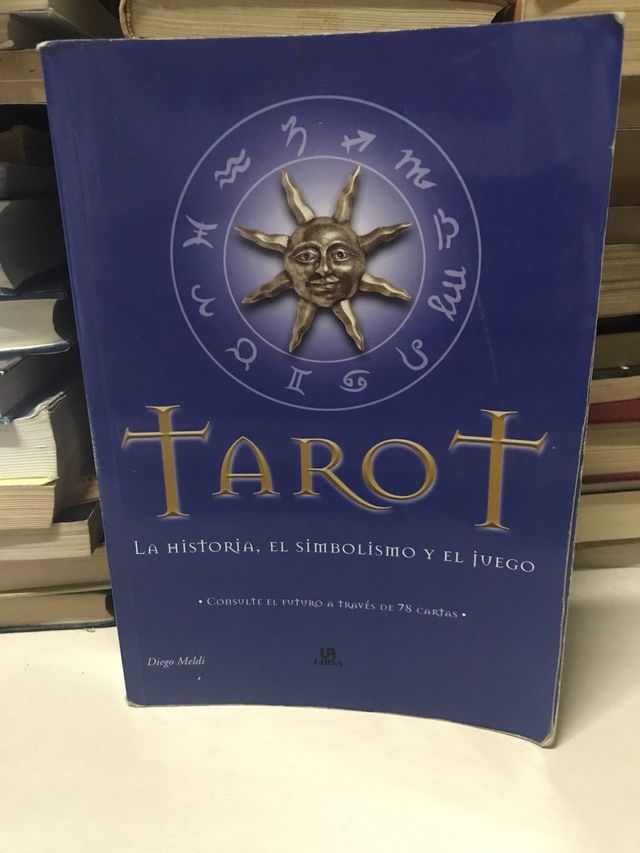 TAROT
LA HISTORIA, EL SIMBOLISMO Y EL JUEGO
• CONSULTE EL FUTURO A TRAVÉS DE 78 CARTAS •
Diego Meldi
LIBSA